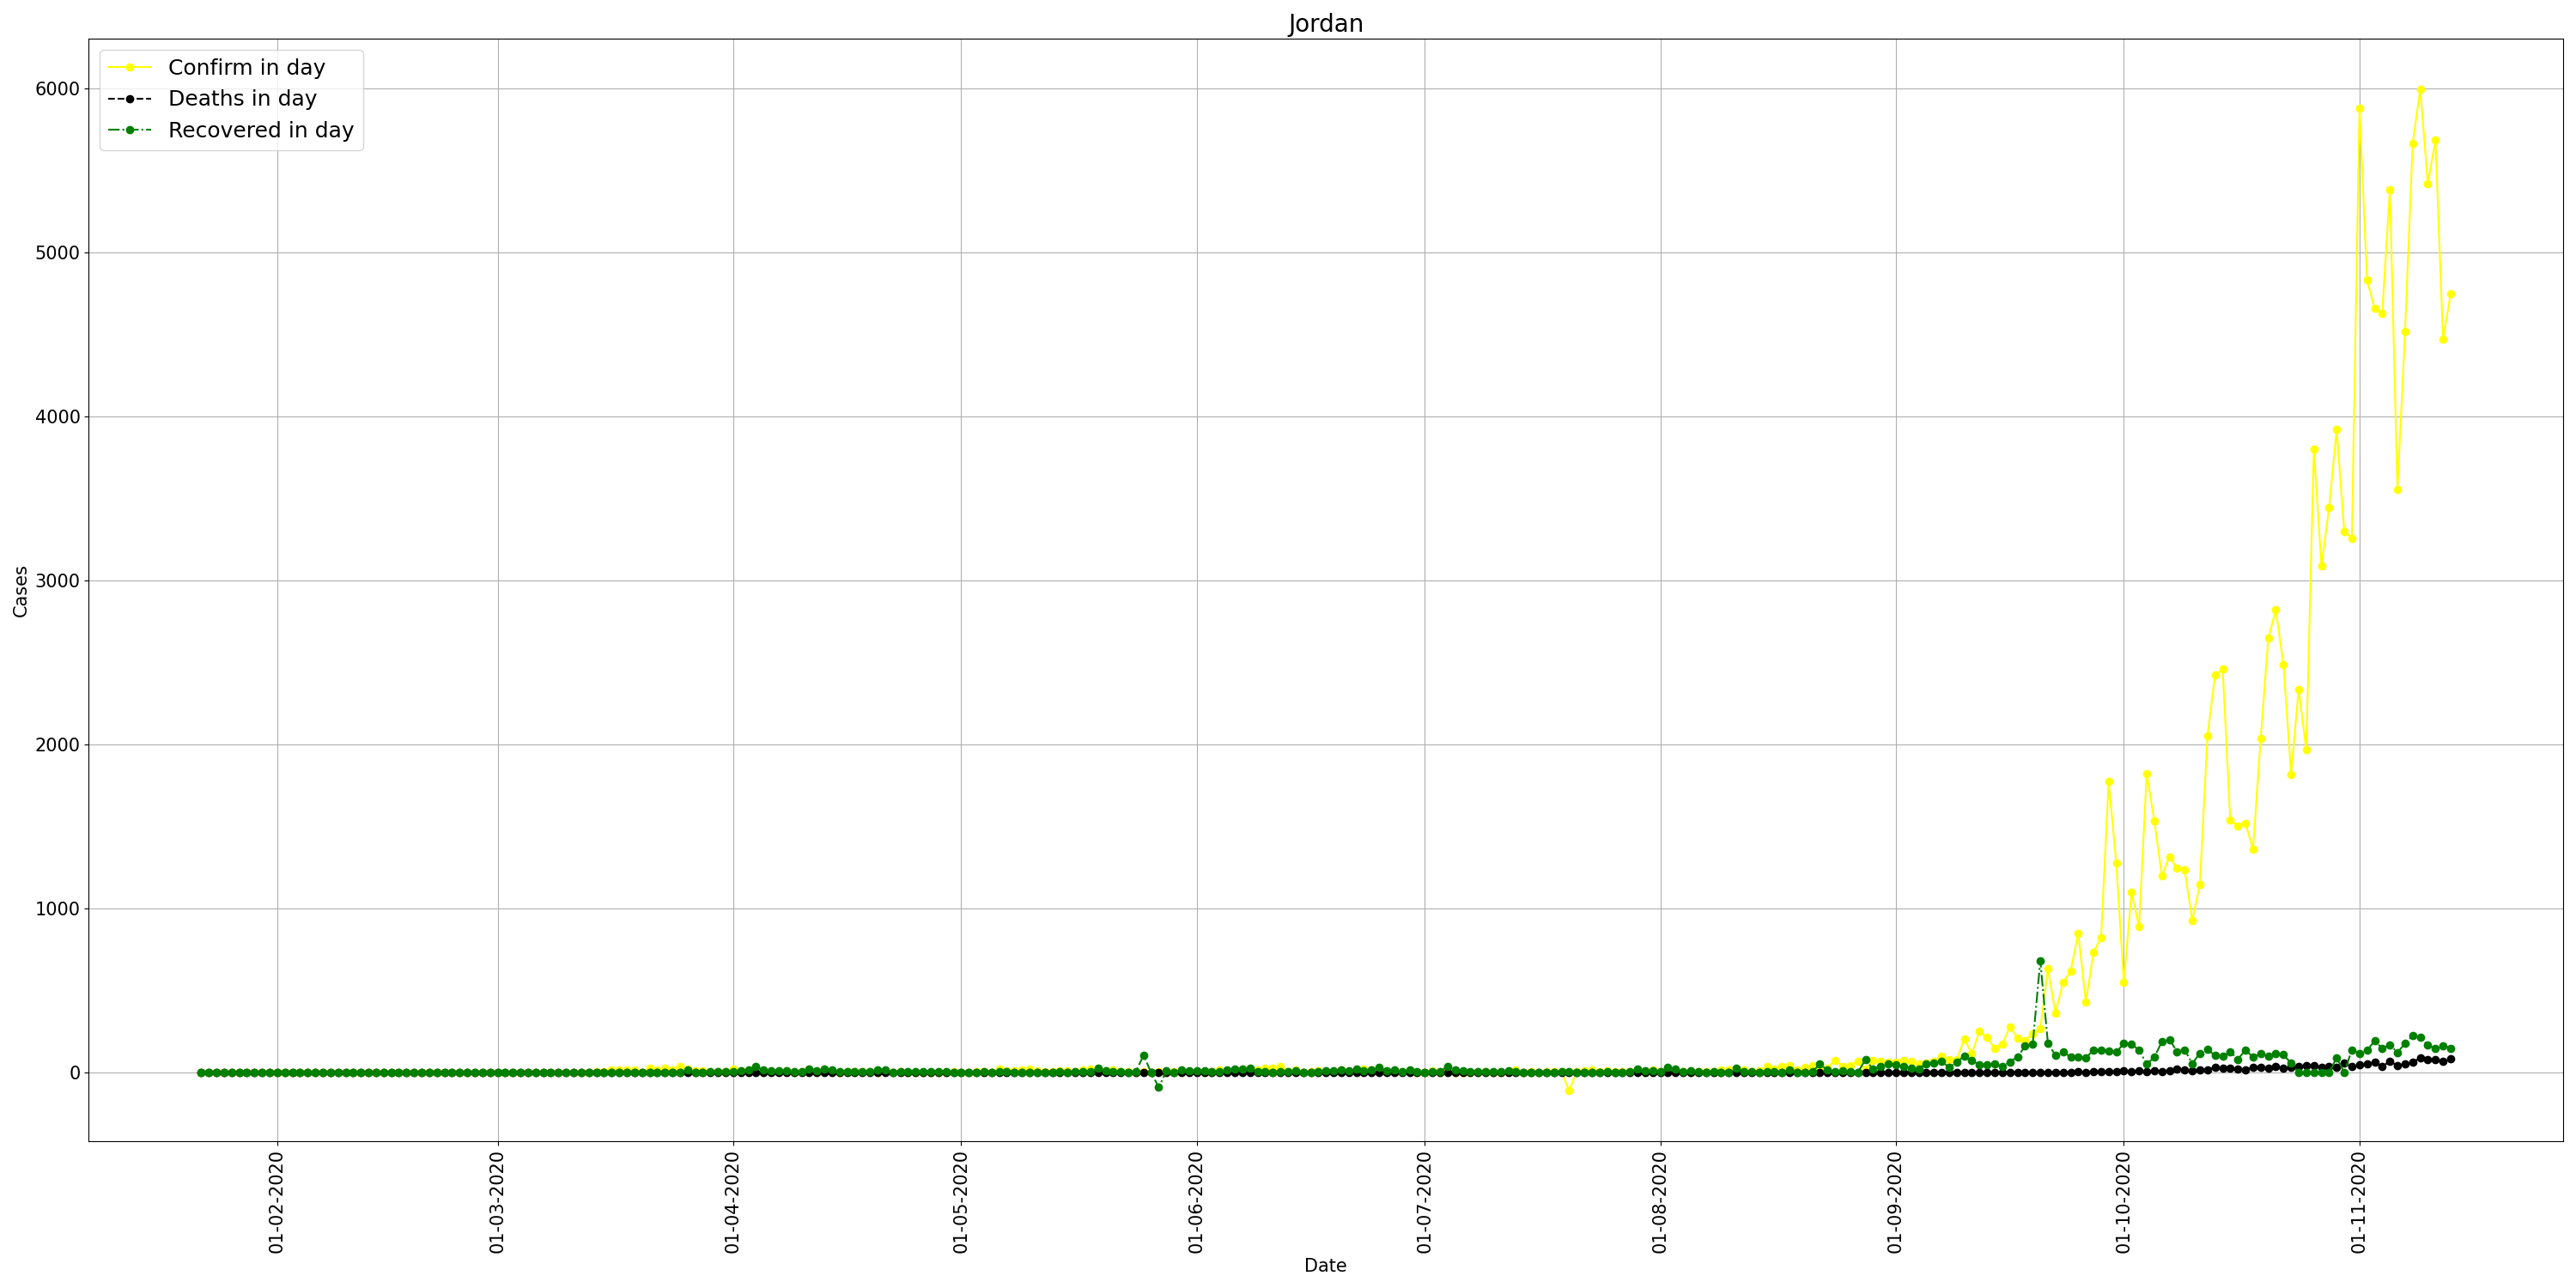 Jordan
Confirm in day
Deaths in day
Recovered in day
Cases
6000
5000
4000
3000
2000
1000
0
01-02-2020
01-03-2020
01-04-2020
01-05-2020
01-06-2020
01-07-2020
01-08-2020
01-09-2020
01-10-2020
01-11-2020
Date